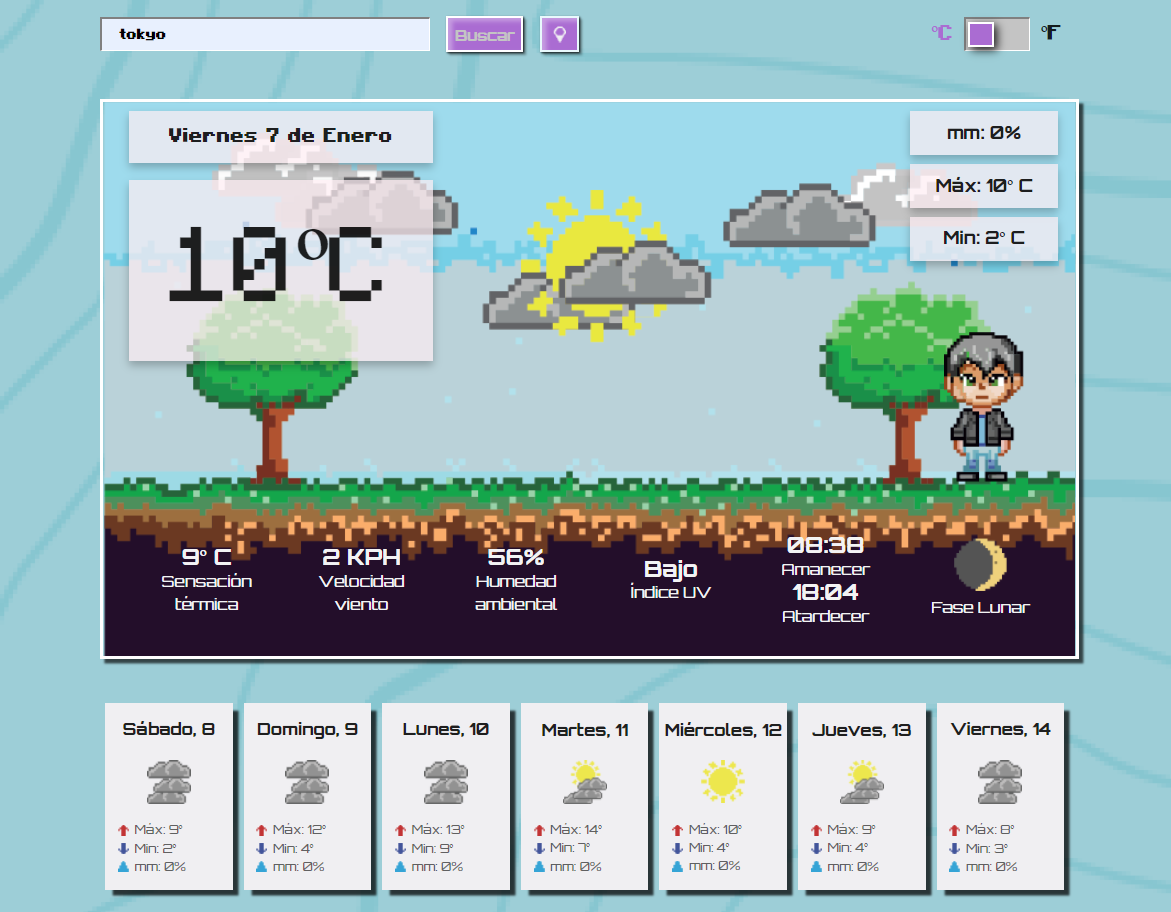 tokyo
Buscar
°C
°F
Viernes 7 de Enero
10°C
mm: 0%
Máx: 10° C
Min: 2° C
9° C
Sensación
térmica
2 KPH
Velocidad
viento
56%
Humedad
ambiental
Bajo
Índice UV
08:38
Amanecer
18:04
Atardecer
Fase Lunar
Sábado, 8
Máx: 9°
Min: 2°
mm: 0%
Domingo, 9
Máx: 12°
Min: 4°
mm: 0%
Lunes, 10
Máx: 13°
Min: 9°
mm: 0%
Martes, 11
Máx: 14°
Min: 7°
mm: 0%
Miércoles, 12
Máx: 10°
Min: 4°
mm: 0%
Jueves, 13
Máx: 9°
Min: 4°
mm: 0%
Viernes, 14
Máx: 8°
Min: 3°
mm: 0%